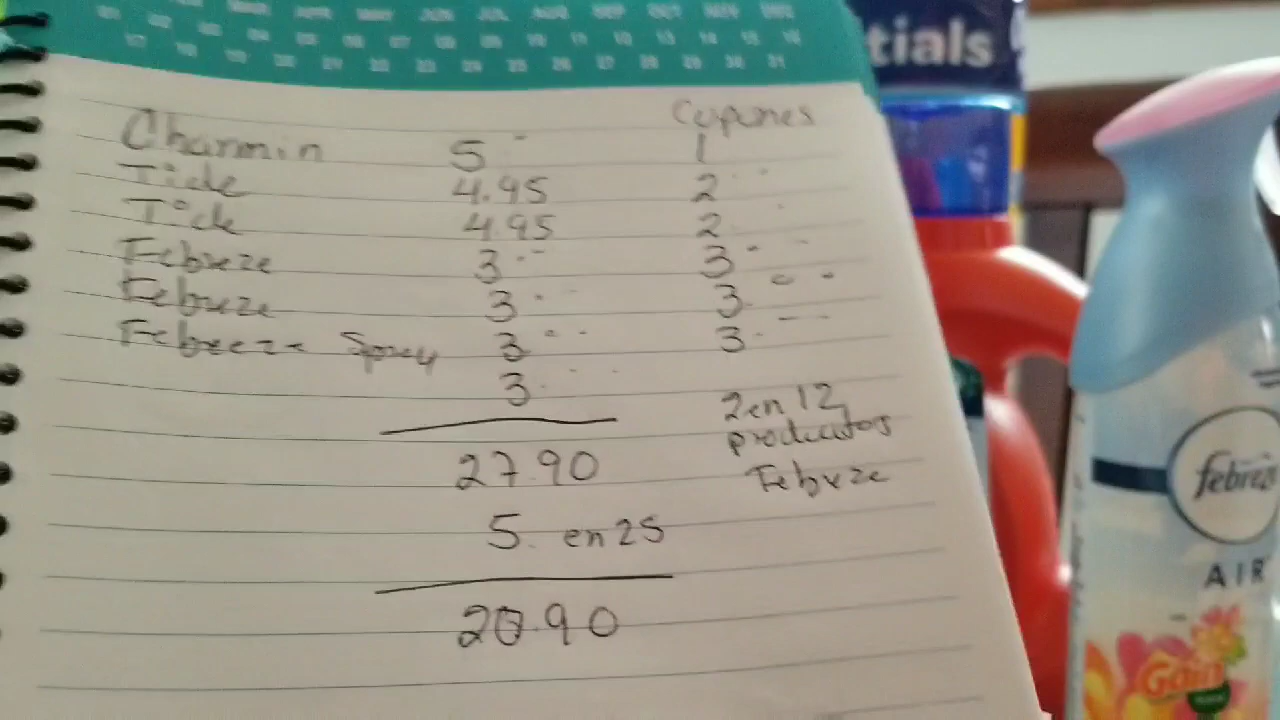 tials
Cupones
Charmin 5 1
Tide 4.95 2
Tide 4.95 2
Febreze 3 3
Febreze 3 3
Febreeze Spray 3 3
3
2 en 12
productos
Febreze
27.90
5. en 25
20.90
febreze
AIR
Gain